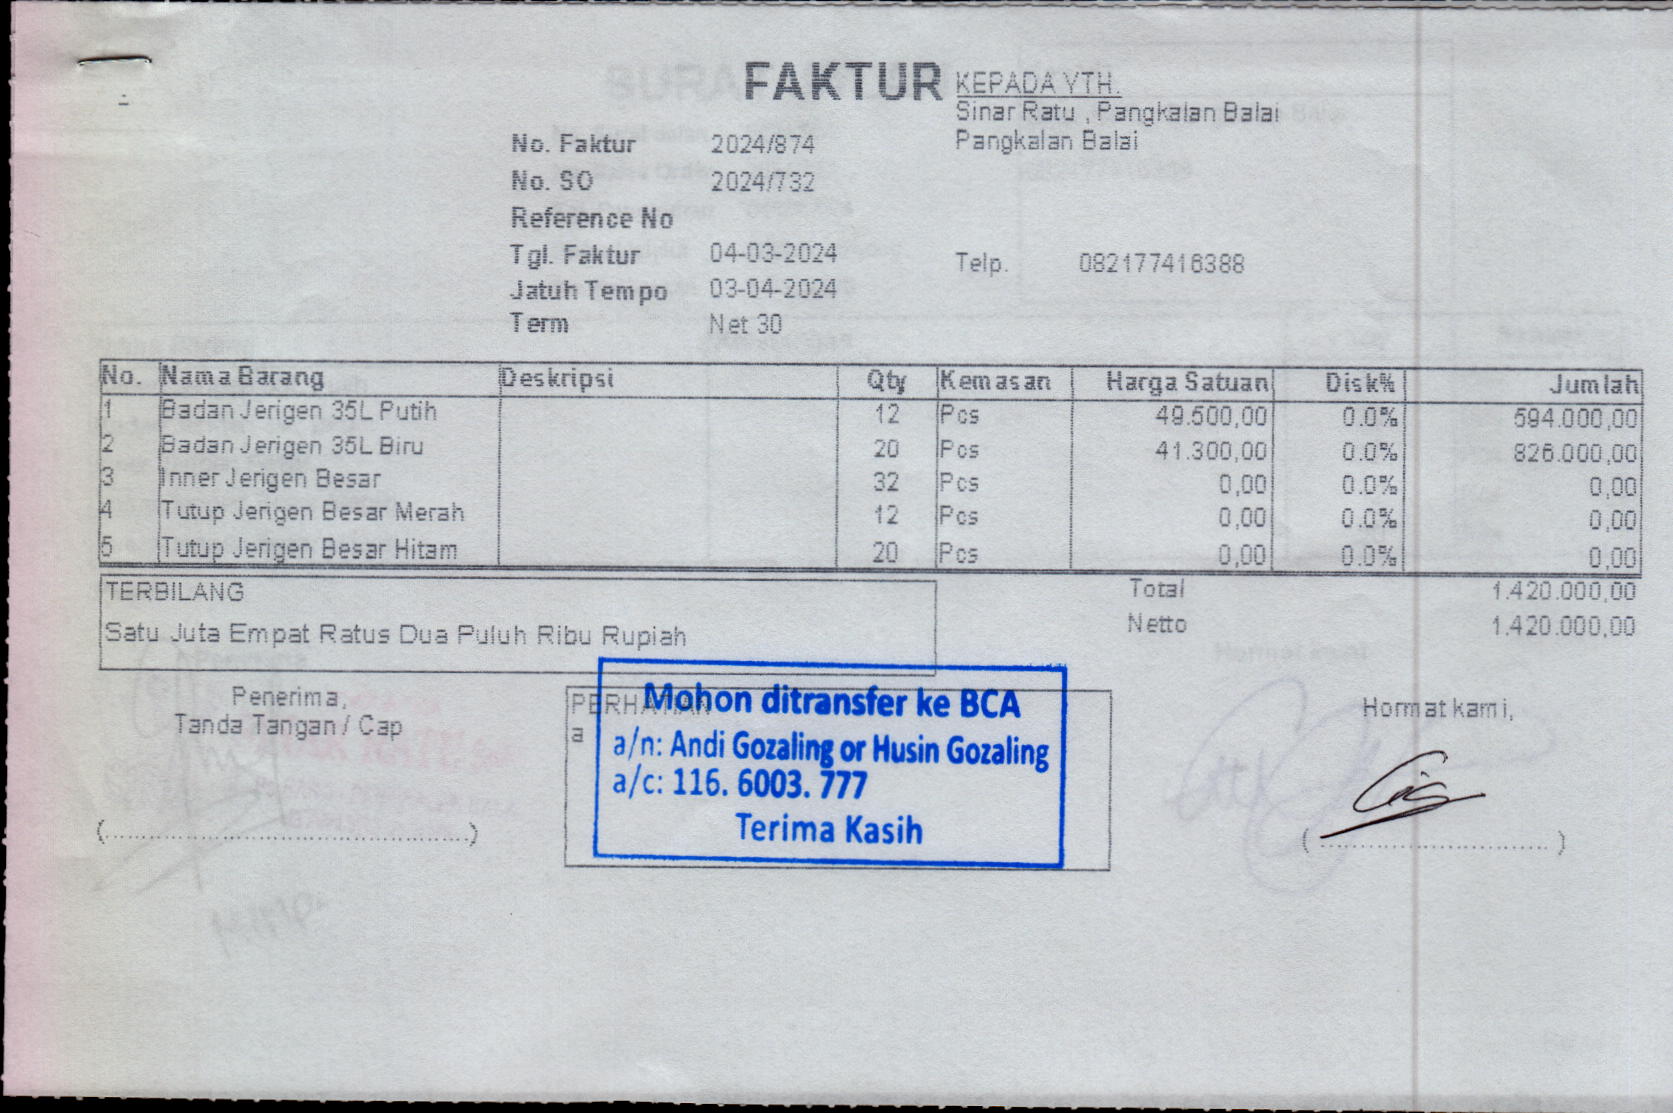 FAKTUR
KEPADA YTH.
Sinar Ratu , Pangkalan Balai
Pangkalan Balai
No. Faktur 2024/874
No. SO 2024/732
Reference No
Tgl. Faktur 04-03-2024
Telp. 082177416388
Jatuh Tempo 03-04-2024
Term Net 30
No. Nama Barang Deskripsi Qty Kemasan Harga Satuan Disk% Jumlah
1 Badan Jerigen 35L Putih 12 Pcs 49.500,00 0.0% 594.000,00
2 Badan Jerigen 35L Biru 20 Pcs 41.300,00 0.0% 826.000,00
3 Inner Jerigen Besar 32 Pcs 0,00 0.0% 0,00
4 Tutup Jerigen Besar Merah 12 Pcs 0,00 0.0% 0,00
5 Tutup Jerigen Besar Hitam 20 Pcs 0,00 0.0% 0,00
TERBILANG
Satu Juta Empat Ratus Dua Puluh Ribu Rupiah
Total 1.420.000,00
Netto 1.420.000,00
Penerima,
Tanda Tangan / Cap
PERHATIAN
a
Mohon ditransfer ke BCA
a/n: Andi Gozaling or Husin Gozaling
a/c: 116. 6003. 777
Terima Kasih
Hormat kami,